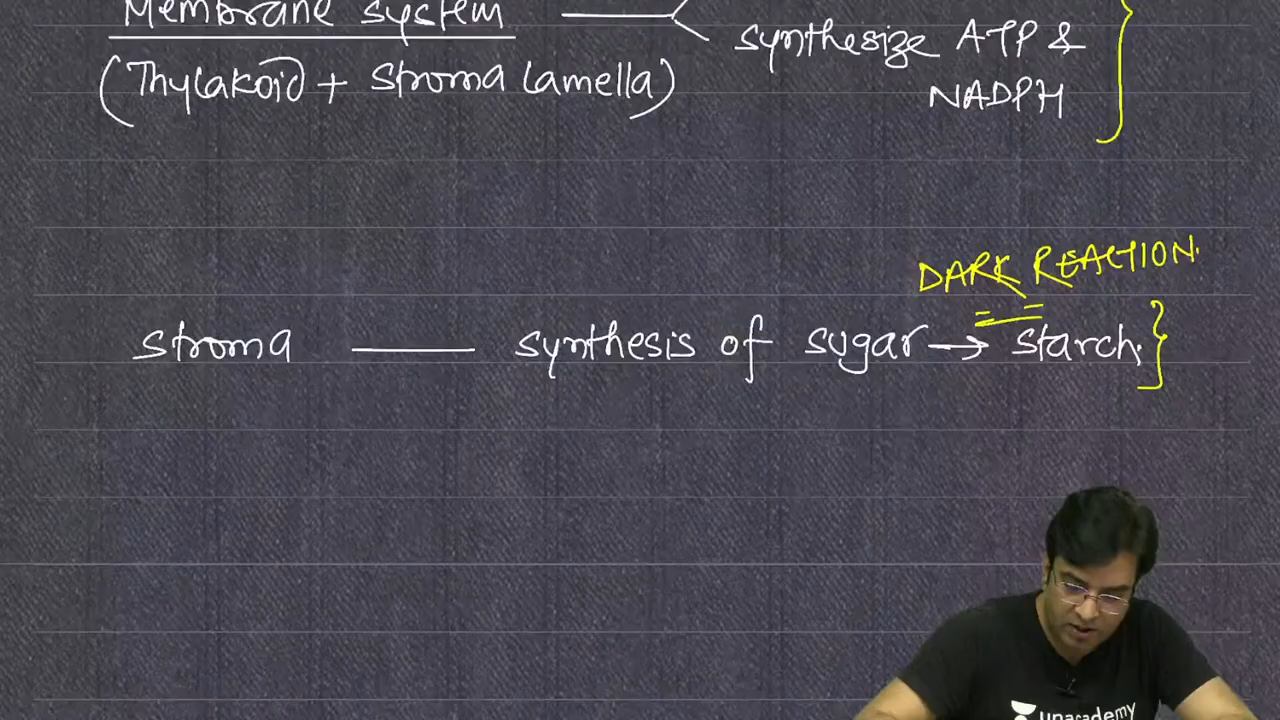 Membrane system
synthesize ATP &
(Thylakoid + Stroma lamella)
NADPH
DARK REACTION.
stroma — synthesis of sugar → starch.
unacademy